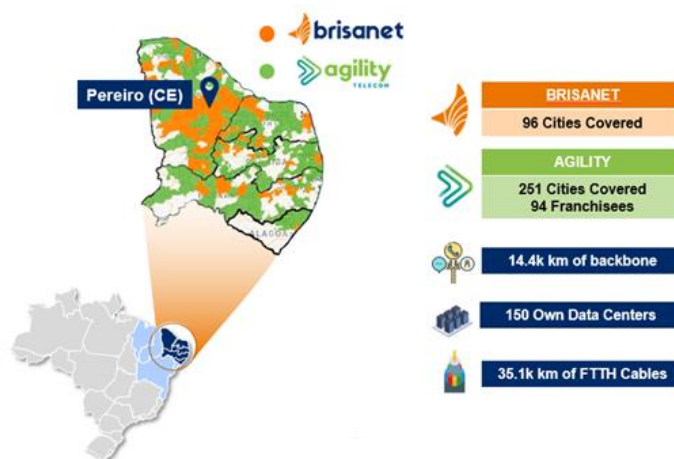 brisanet
agility
TELECOM
Pereiro (CE)
BRISANET
96 Cities Covered
AGILITY
251 Cities Covered
94 Franchisees
14.4k km of backbone
150 Own Data Centers
35.1k km of FTTH Cables